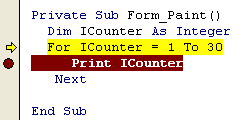 Private Sub Form_Paint()
Dim ICounter As Integer
For ICounter = 1 To 30
Print ICounter
Next
End Sub